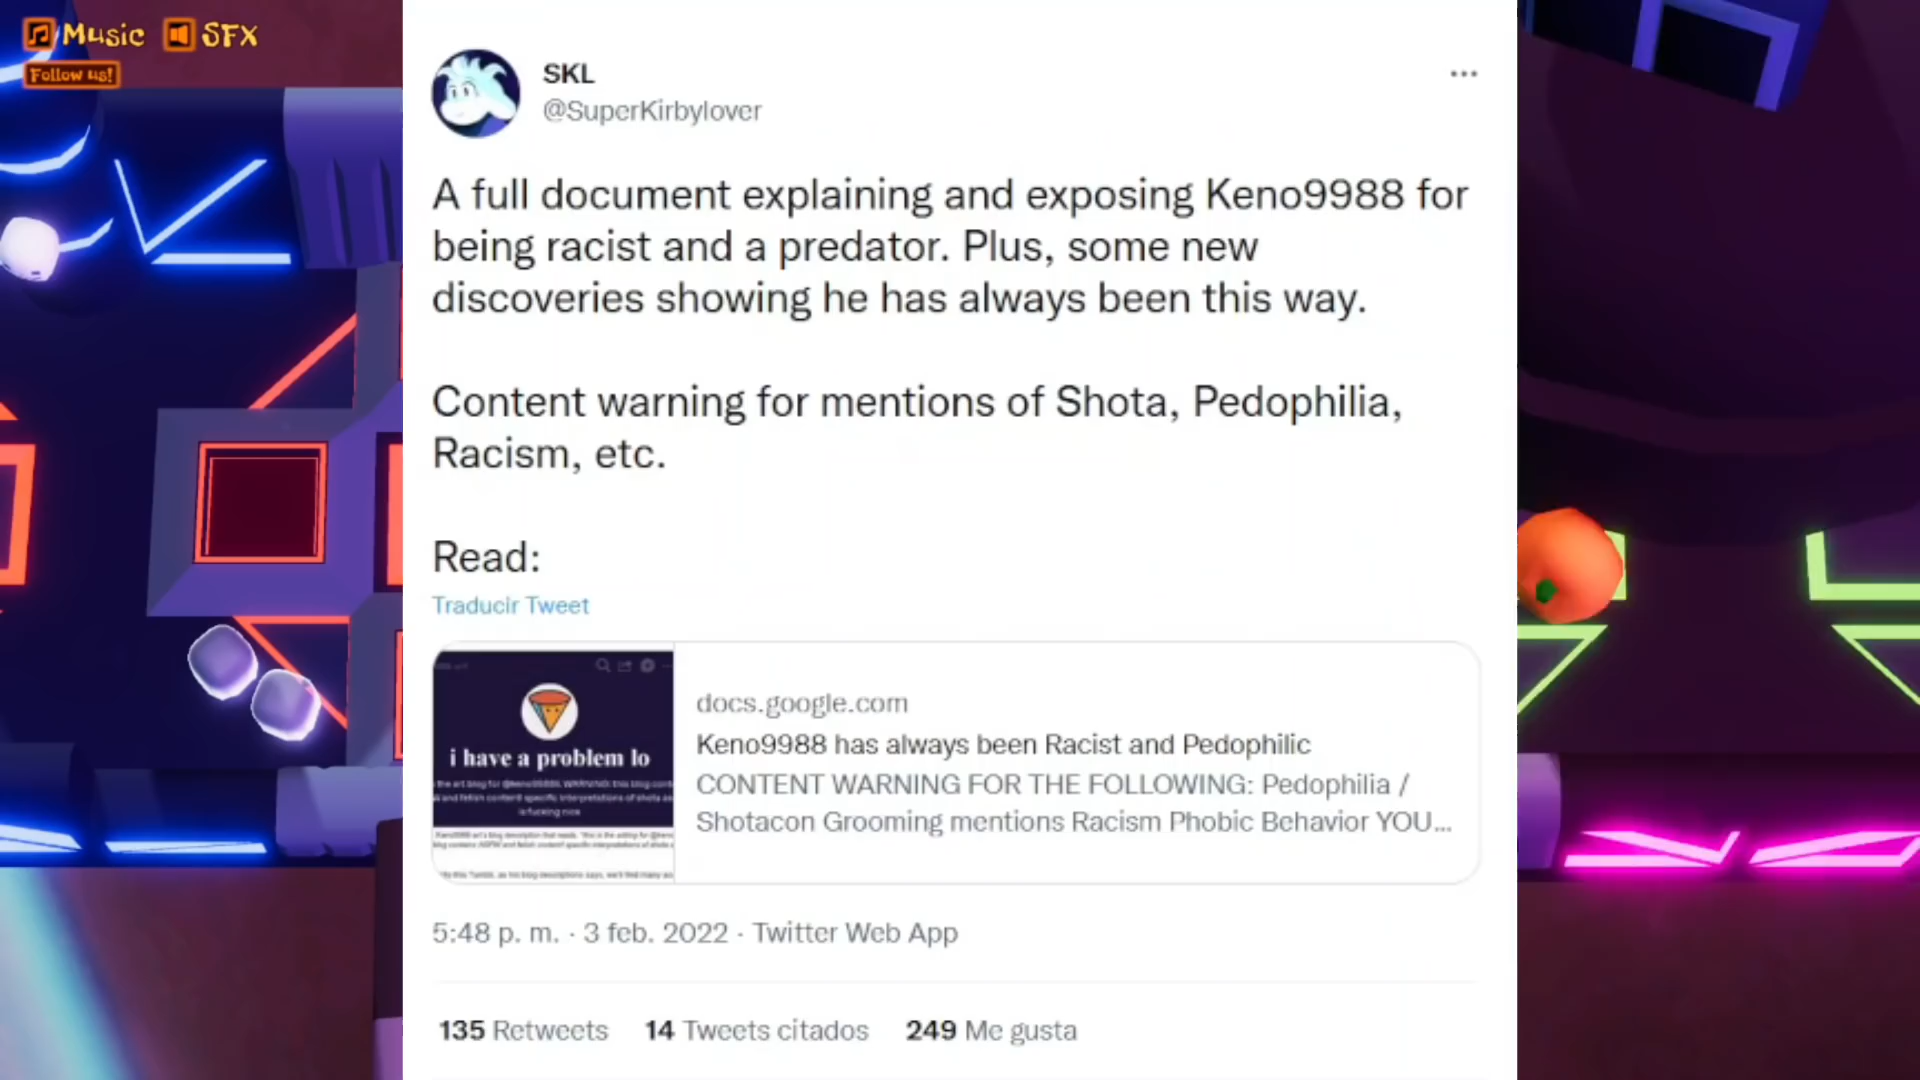 Music SFX
Follow us!
SKL
@SuperKirbylover
A full document explaining and exposing Keno9988 for
being racist and a predator. Plus, some new
discoveries showing he has always been this way.
Content warning for mentions of Shota, Pedophilia,
Racism, etc.
Read:
Traducir Tweet
i have a problem lo
is fucking nice
docs.google.com
Keno9988 has always been Racist and Pedophilic
CONTENT WARNING FOR THE FOLLOWING: Pedophilia /
Shotacon Grooming mentions Racism Phobic Behavior YOU...
5:48 p. m. · 3 feb. 2022 · Twitter Web App
135 Retweets 14 Tweets citados 249 Me gusta